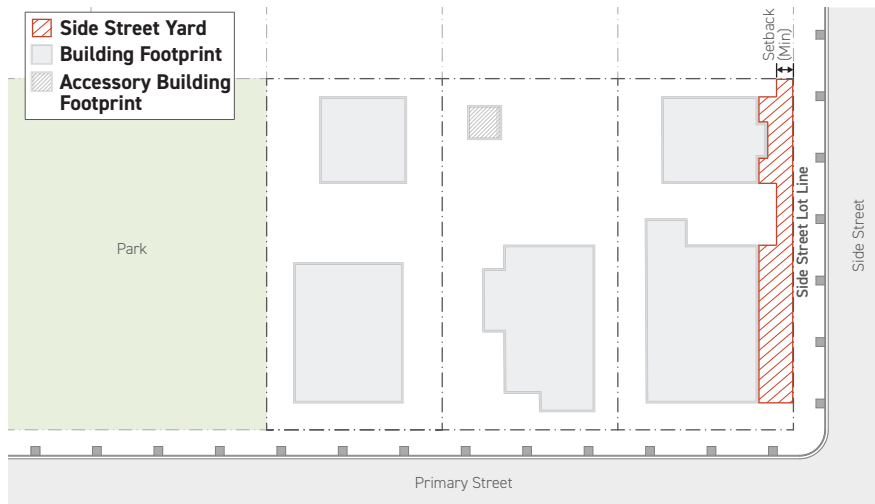 Side Street Yard
Building Footprint
Accessory Building
Footprint
Setback
(Min)
Side Street Lot Line
Side Street
Park
Primary Street